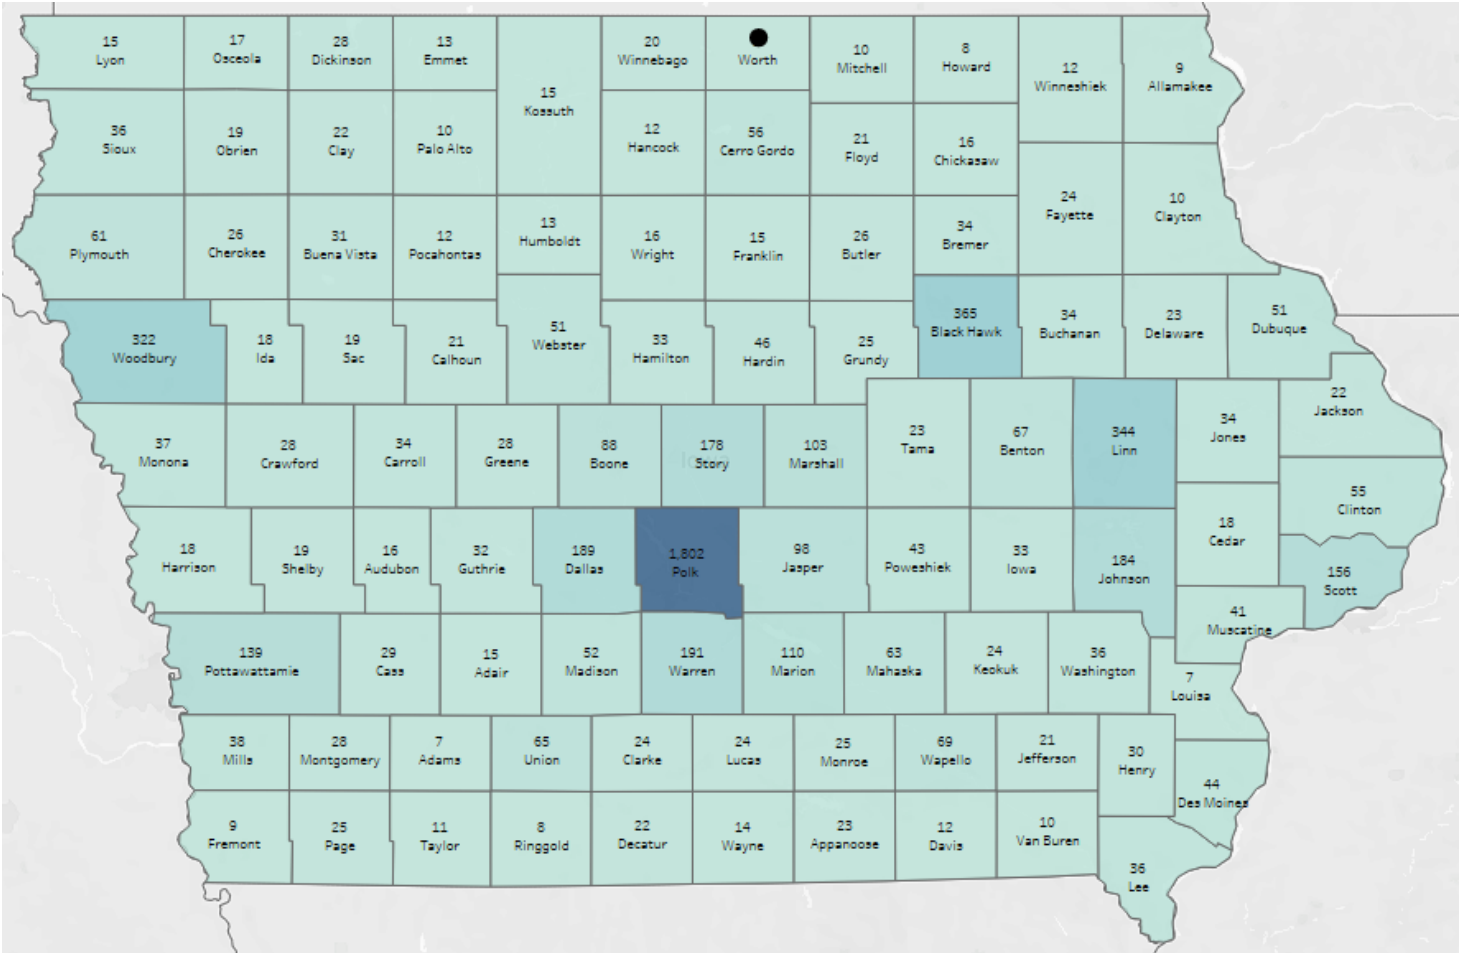 15
Lyon
17
Osceola
28
Dickinson
13
Emmet
15
Kossuth
20
Winnebago
Worth
10
Mitchell
8
Howard
12
Winneshiek
9
Allamakee
36
Sioux
19
Obrien
22
Clay
10
Palo Alto
12
Hancock
56
Cerro Gordo
21
Floyd
16
Chickasaw
24
Fayette
10
Clayton
61
Plymouth
26
Cherokee
31
Buena Vista
12
Pocahontas
13
Humboldt
16
Wright
15
Franklin
26
Butler
34
Bremer
322
Woodbury
18
Ida
19
Sac
21
Calhoun
51
Webster
33
Hamilton
46
Hardin
25
Grundy
365
Black Hawk
34
Buchanan
23
Delaware
51
Dubuque
37
Monona
28
Crawford
34
Carroll
28
Greene
88
Boone
178
Story
103
Marshall
23
Tama
67
Benton
344
Linn
34
Jones
22
Jackson
55
Clinton
18
Harrison
19
Shelby
16
Audubon
32
Guthrie
189
Dallas
1,802
Polk
98
Jasper
43
Poweshiek
33
Iowa
184
Johnson
18
Cedar
156
Scott
139
Pottawattamie
29
Cass
15
Adair
52
Madison
191
Warren
110
Marion
63
Mahaska
24
Keokuk
36
Washington
41
Muscatine
7
Louisa
38
Mills
28
Montgomery
7
Adams
65
Union
24
Clarke
24
Lucas
25
Monroe
69
Wapello
21
Jefferson
30
Henry
44
Des Moines
9
Fremont
25
Page
11
Taylor
8
Ringgold
22
Decatur
14
Wayne
23
Appanoose
12
Davis
10
Van Buren
36
Lee